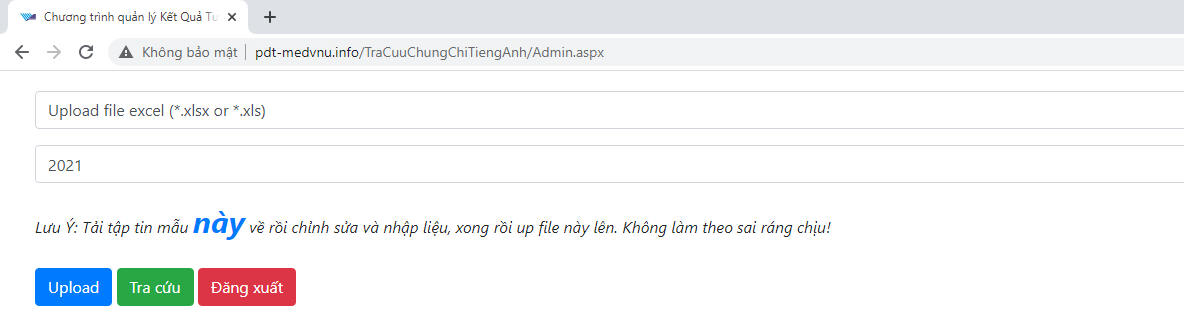 Chương trình quản lý Kết Quả Tu
Không bảo mật | pdt-medvnu.info/TraCuuChungChiTiengAnh/Admin.aspx
Upload file excel (*.xlsx or *.xls)
2021
Lưu Ý: Tải tập tin mẫu này về rồi chỉnh sửa và nhập liệu, xong rồi up file này lên. Không làm theo sai ráng chịu!
Upload Tra cứu Đăng xuất